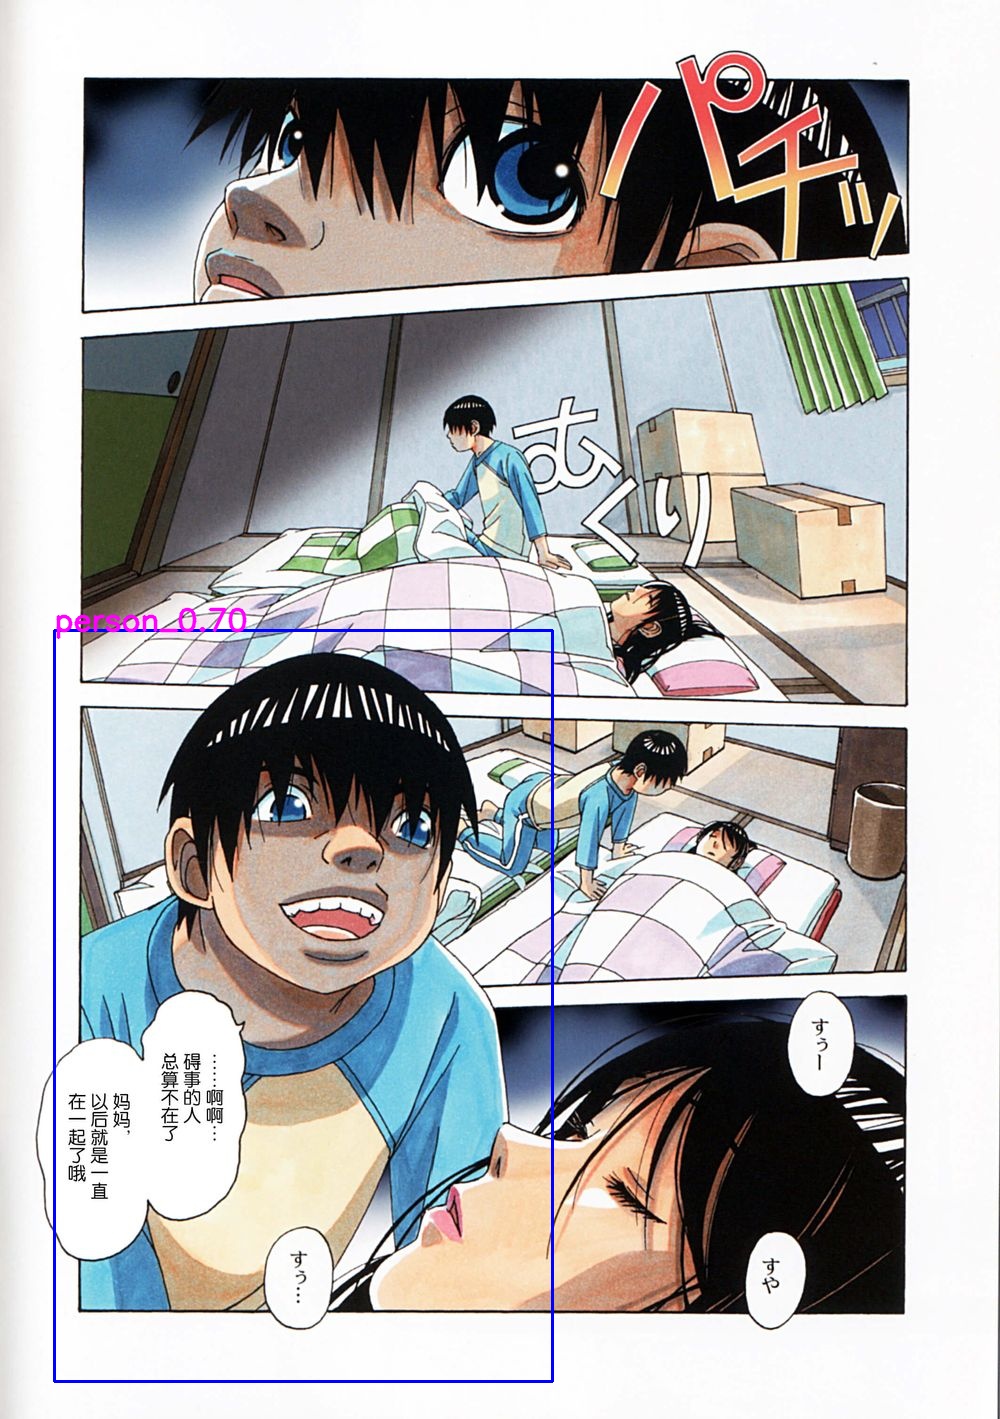 パチッ
むくり
person_0.70
……啊啊…
碍事的人
总算不在了
妈妈,
以后就是一直
在一起了哦
すぅー
すぅ…
すや